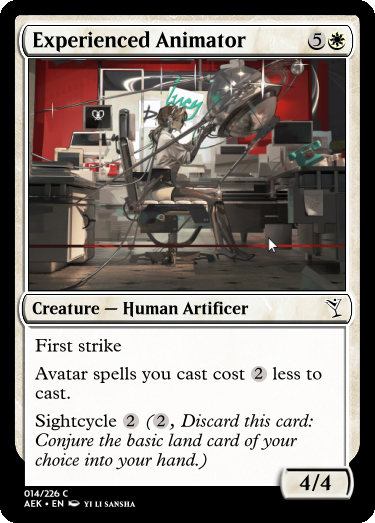 Experienced Animator 5
Lucy
First strike
Creature — Human Artificer
Avatar spells you cast cost 2 less to
cast.
Sightcycle 2 (2, Discard this card:
Conjure the basic land card of your
choice into your hand.)
4/4
014/226 C
AEK • EN YI LI SANSHA